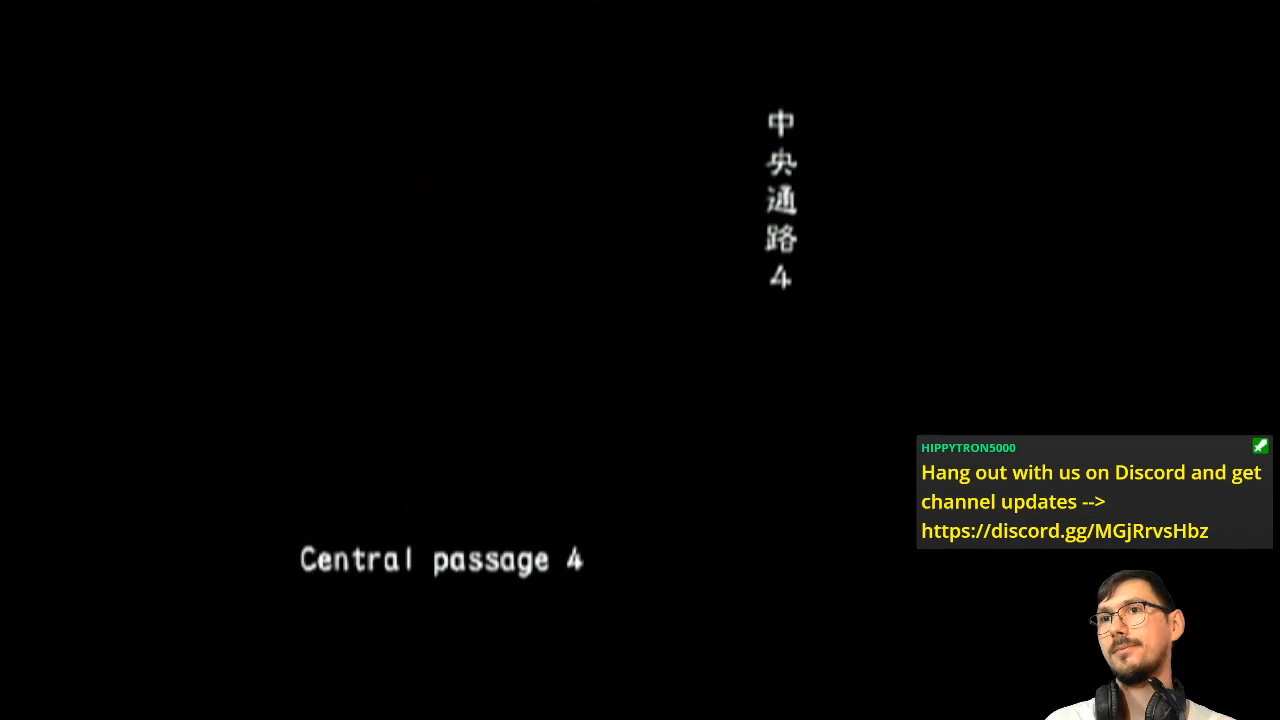 中央通路4
Central passage 4
HIPPYTRON5000
Hang out with us on Discord and get
channel updates -->
https://discord.gg/MGjRrvsHbz